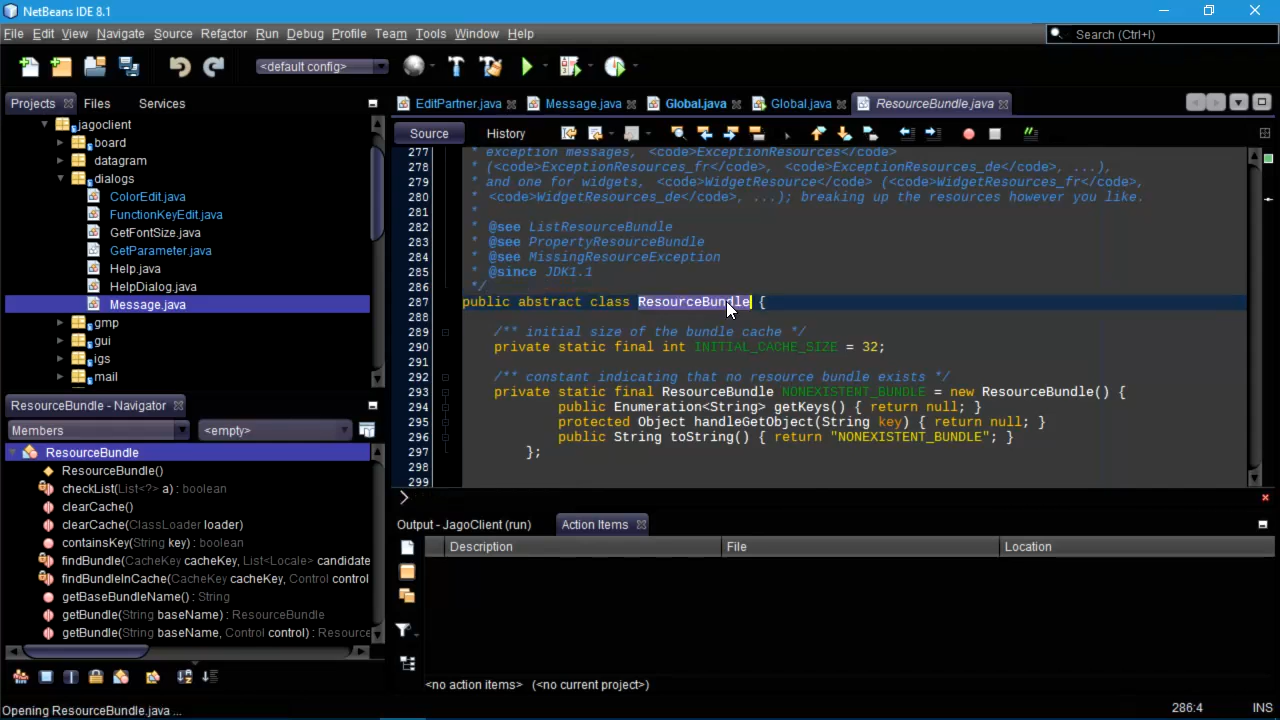 NetBeans IDE 8.1
File Edit View Navigate Source Refactor Run Debug Profile Team Tools Window Help
Search (Ctrl+I)
<default config>
Projects Files Services
jagoclient
board
datagram
dialogs
ColorEdit.java
FunctionKeyEdit.java
GetFontSize.java
GetParameter.java
Help.java
HelpDialog.java
Message.java
gmp
gui
igs
mail
ResourceBundle - Navigator
Members <empty>
ResourceBundle
ResourceBundle()
checkList(List<?> a) : boolean
clearCache()
clearCache(ClassLoader loader)
containsKey(String key) : boolean
findBundle(CacheKey cacheKey, List<Locale> candidate
findBundleInCache(CacheKey cacheKey, Control control
getBaseBundleName() : String
getBundle(String baseName) : ResourceBundle
getBundle(String baseName, Control control) : Resource
EditPartner.java Message.java Global.java Global.java ResourceBundle.java
Source History
277 * exception messages, <code>ExceptionResources</code>
278 * (<code>ExceptionResources_fr</code>, <code>ExceptionResources_de</code>, ...),
279 * and one for widgets, <code>WidgetResource</code> (<code>WidgetResources_fr</code>,
280 * <code>WidgetResources_de</code>, ...); breaking up the resources however you like.
281 *
282 * @see ListResourceBundle
283 * @see PropertyResourceBundle
284 * @see MissingResourceException
285 * @since JDK1.1
286 */
287 public abstract class ResourceBundle {
288
289 /** initial size of the bundle cache */
290 private static final int INITIAL_CACHE_SIZE = 32;
291
292 /** constant indicating that no resource bundle exists */
293 private static final ResourceBundle NONEXISTENT_BUNDLE = new ResourceBundle() {
294 public Enumeration<String> getKeys() { return null; }
295 protected Object handleGetObject(String key) { return null; }
296 public String toString() { return "NONEXISTENT_BUNDLE"; }
297 };
298
299
Output - JagoClient (run) Action Items
Description File Location
<no action items> (<no current project>)
Opening ResourceBundle.java ...
286:4 INS